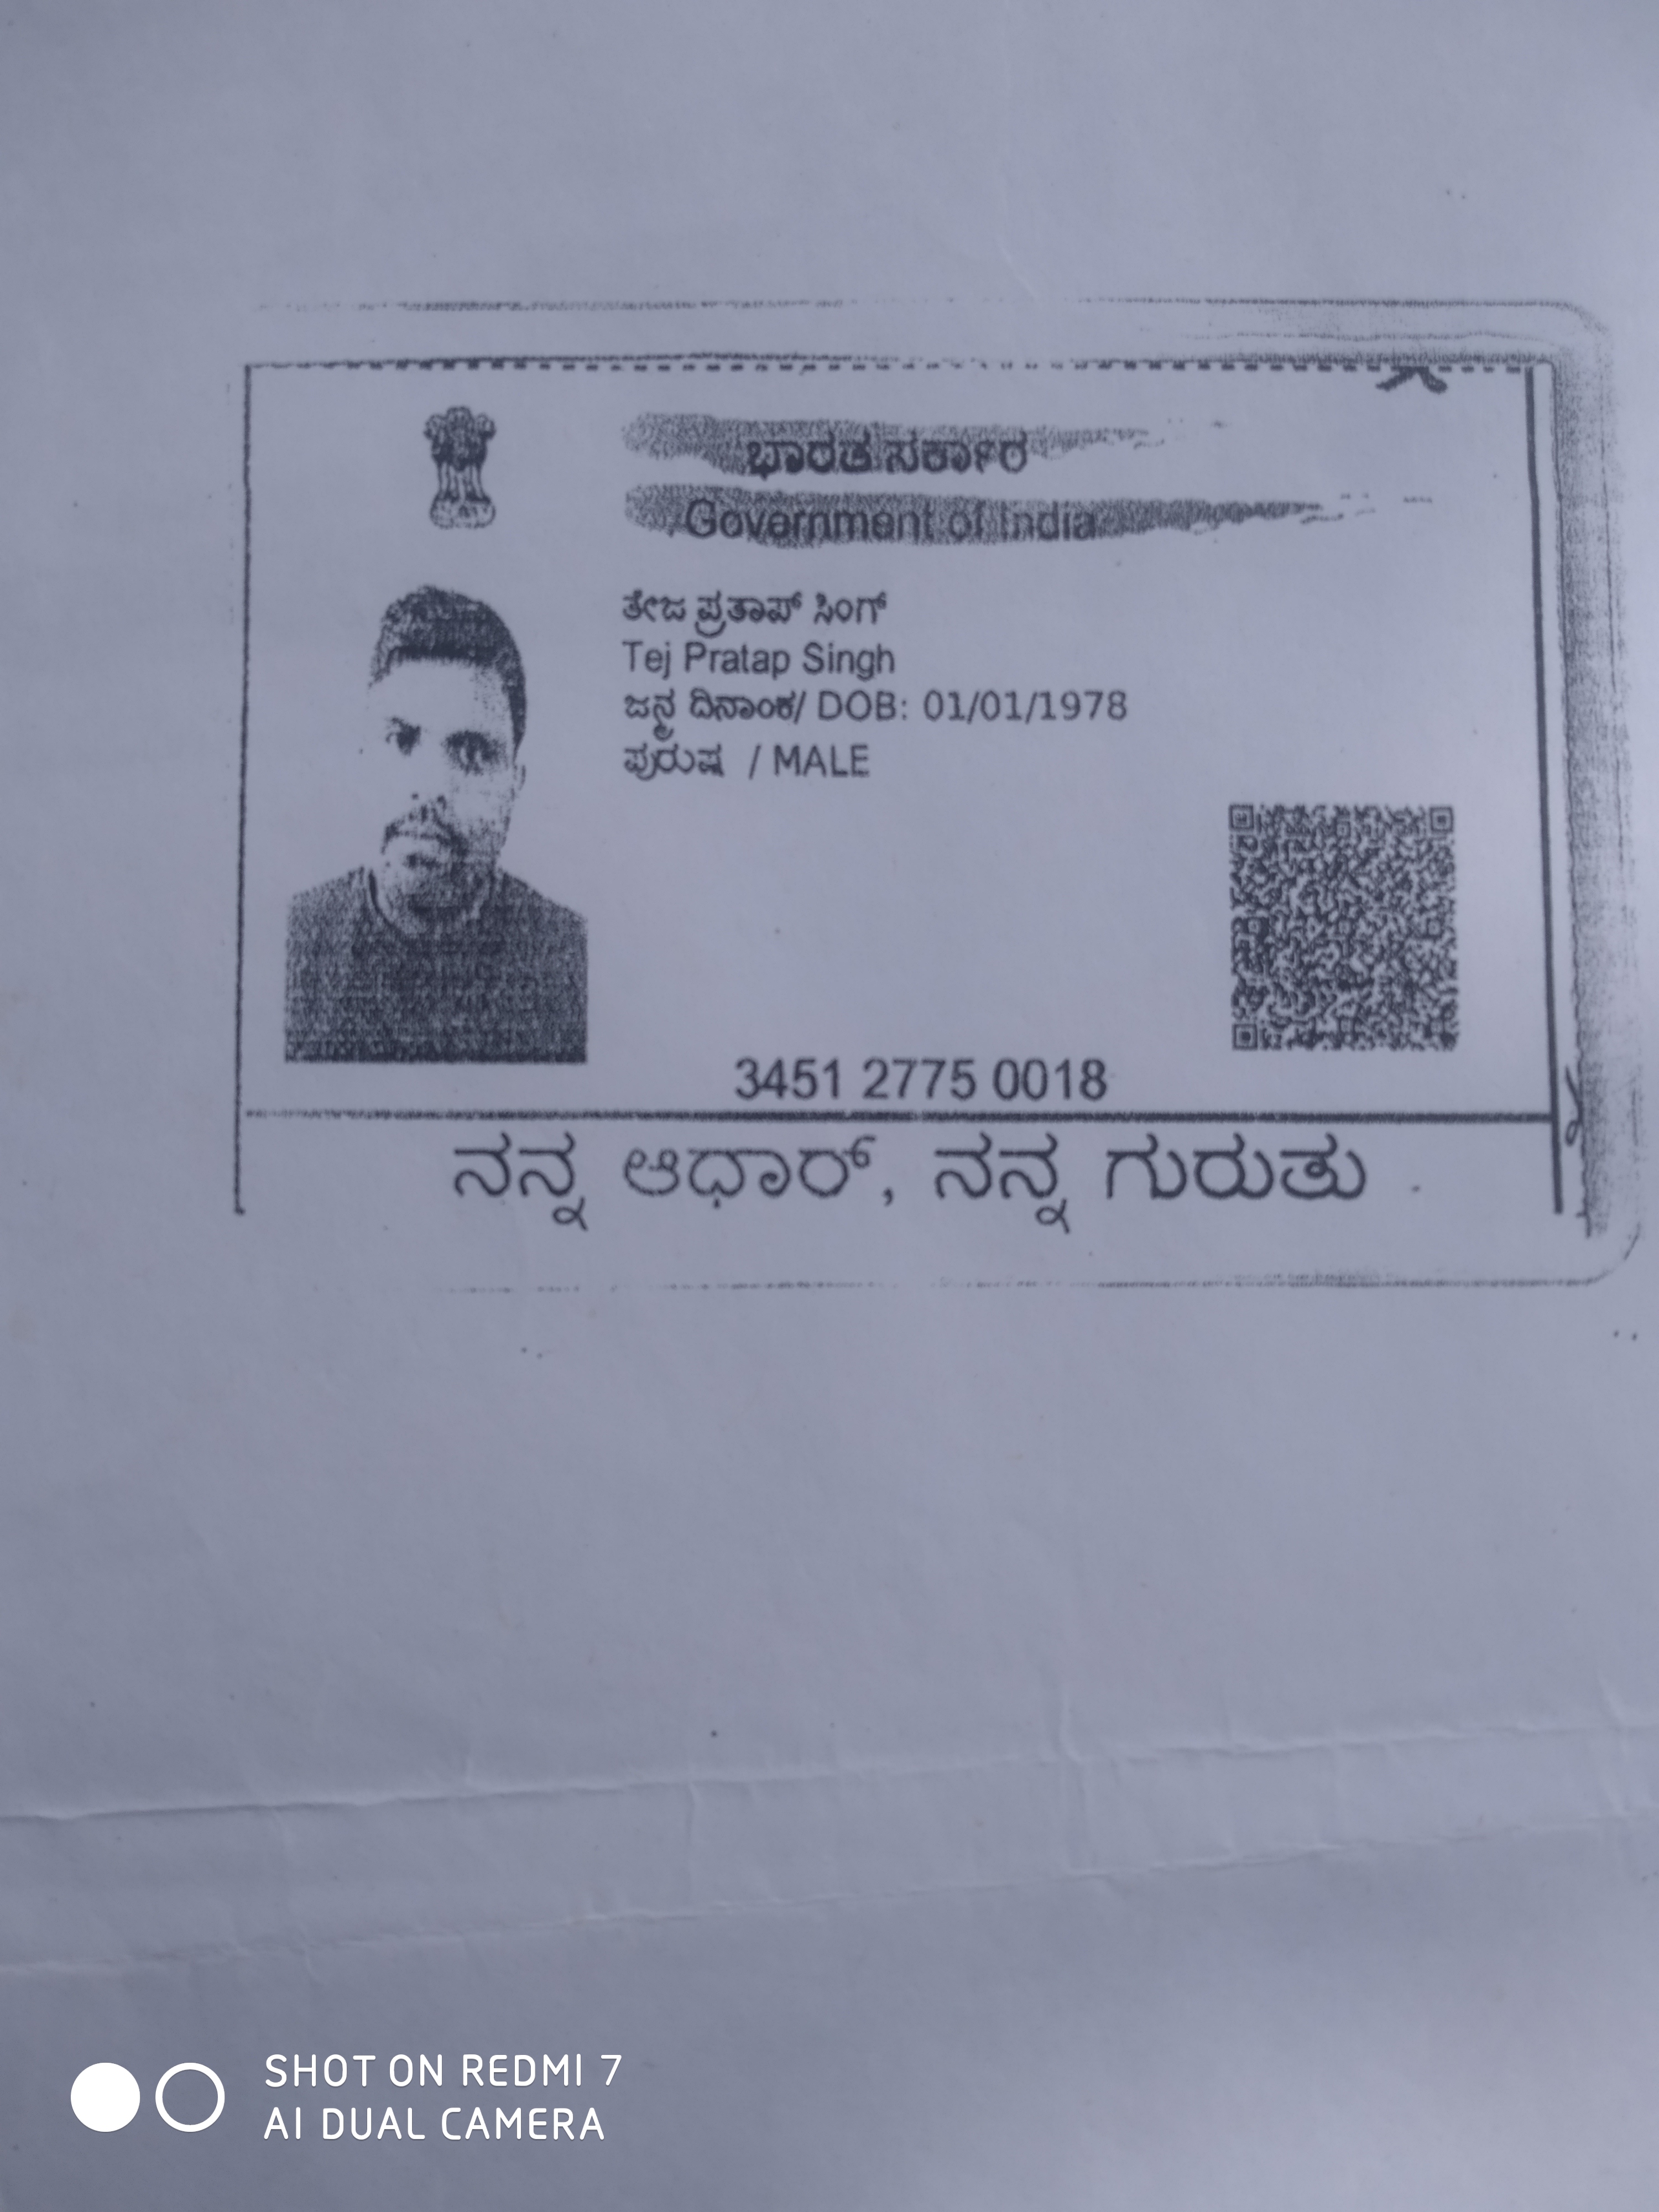 ಭಾರತ ಸರ್ಕಾರ
Government of India
ತೇಜ ಪ್ರತಾಪ್ ಸಿಂಗ್
Tej Pratap Singh
ಜನ್ಮ ದಿನಾಂಕ/ DOB: 01/01/1978
ಪುರುಷ / MALE
3451 2775 0018
ನನ್ನ ಆಧಾರ್, ನನ್ನ ಗುರುತು
SHOT ON REDMI 7
AI DUAL CAMERA